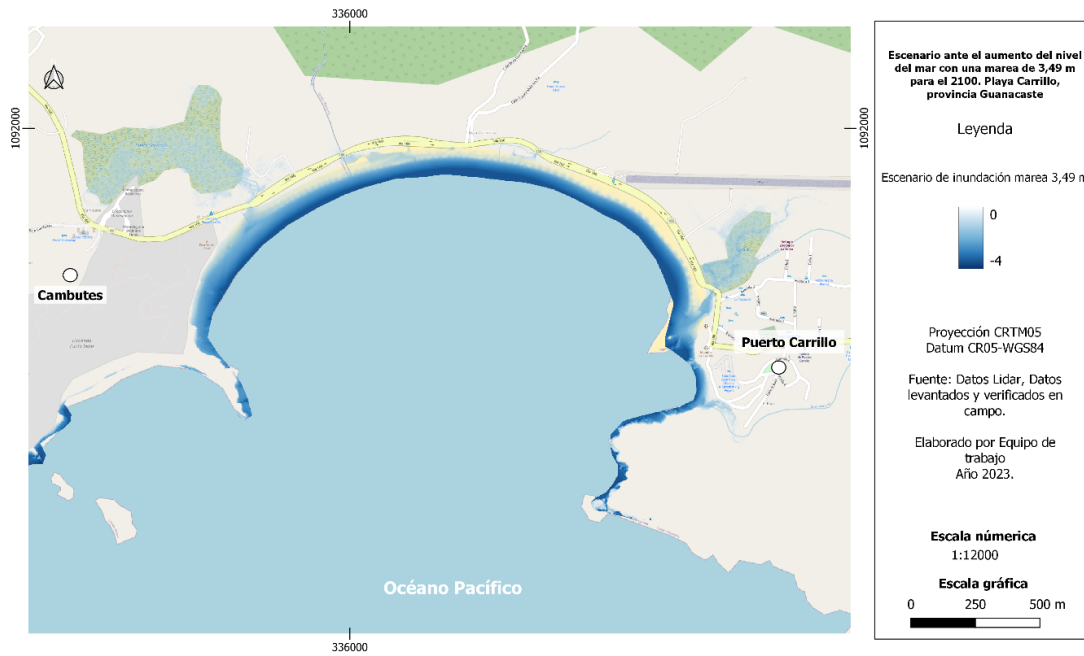 336000
1092000
1092000
Cambutes
Puerto Carrillo
Océano Pacífico
336000
Escenario ante el aumento del nivel
del mar con una marea de 3,49 m
para el 2100. Playa Carrillo,
provincia Guanacaste
Leyenda
Escenario de inundación marea 3,49 m
0
-4
Proyección CRTM05
Datum CR05-WGS84
Fuente: Datos Lidar, Datos
levantados y verificados en
campo.
Elaborado por Equipo de
trabajo
Año 2023.
Escala númerica
1:12000
Escala gráfica
0 250 500 m